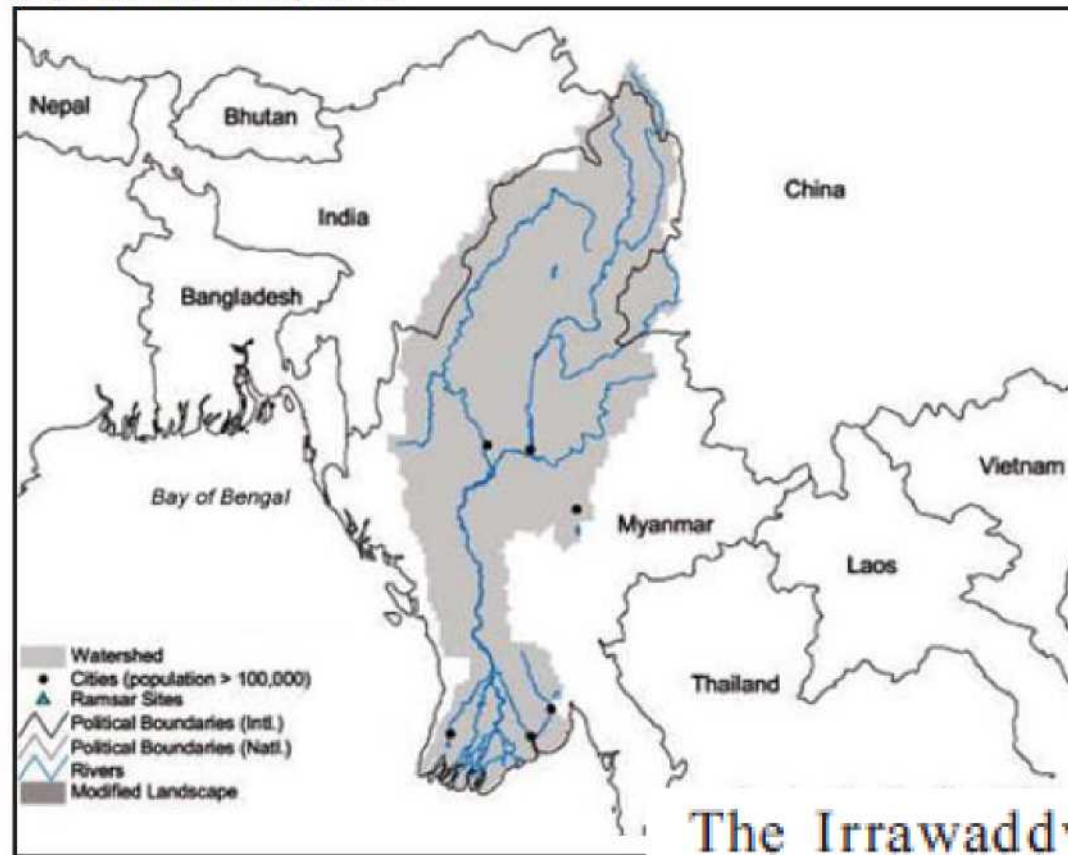 Nepal
Bhutan
China
India
Bangladesh
Vietnam
Bay of Bengal
Myanmar
Laos
Thailand
Watershed
Cities (population > 100,000)
Ramsar Sites
Political Boundaries (Intl.)
Political Boundaries (Natl.)
Rivers
Modified Landscape
The Irrawaddy